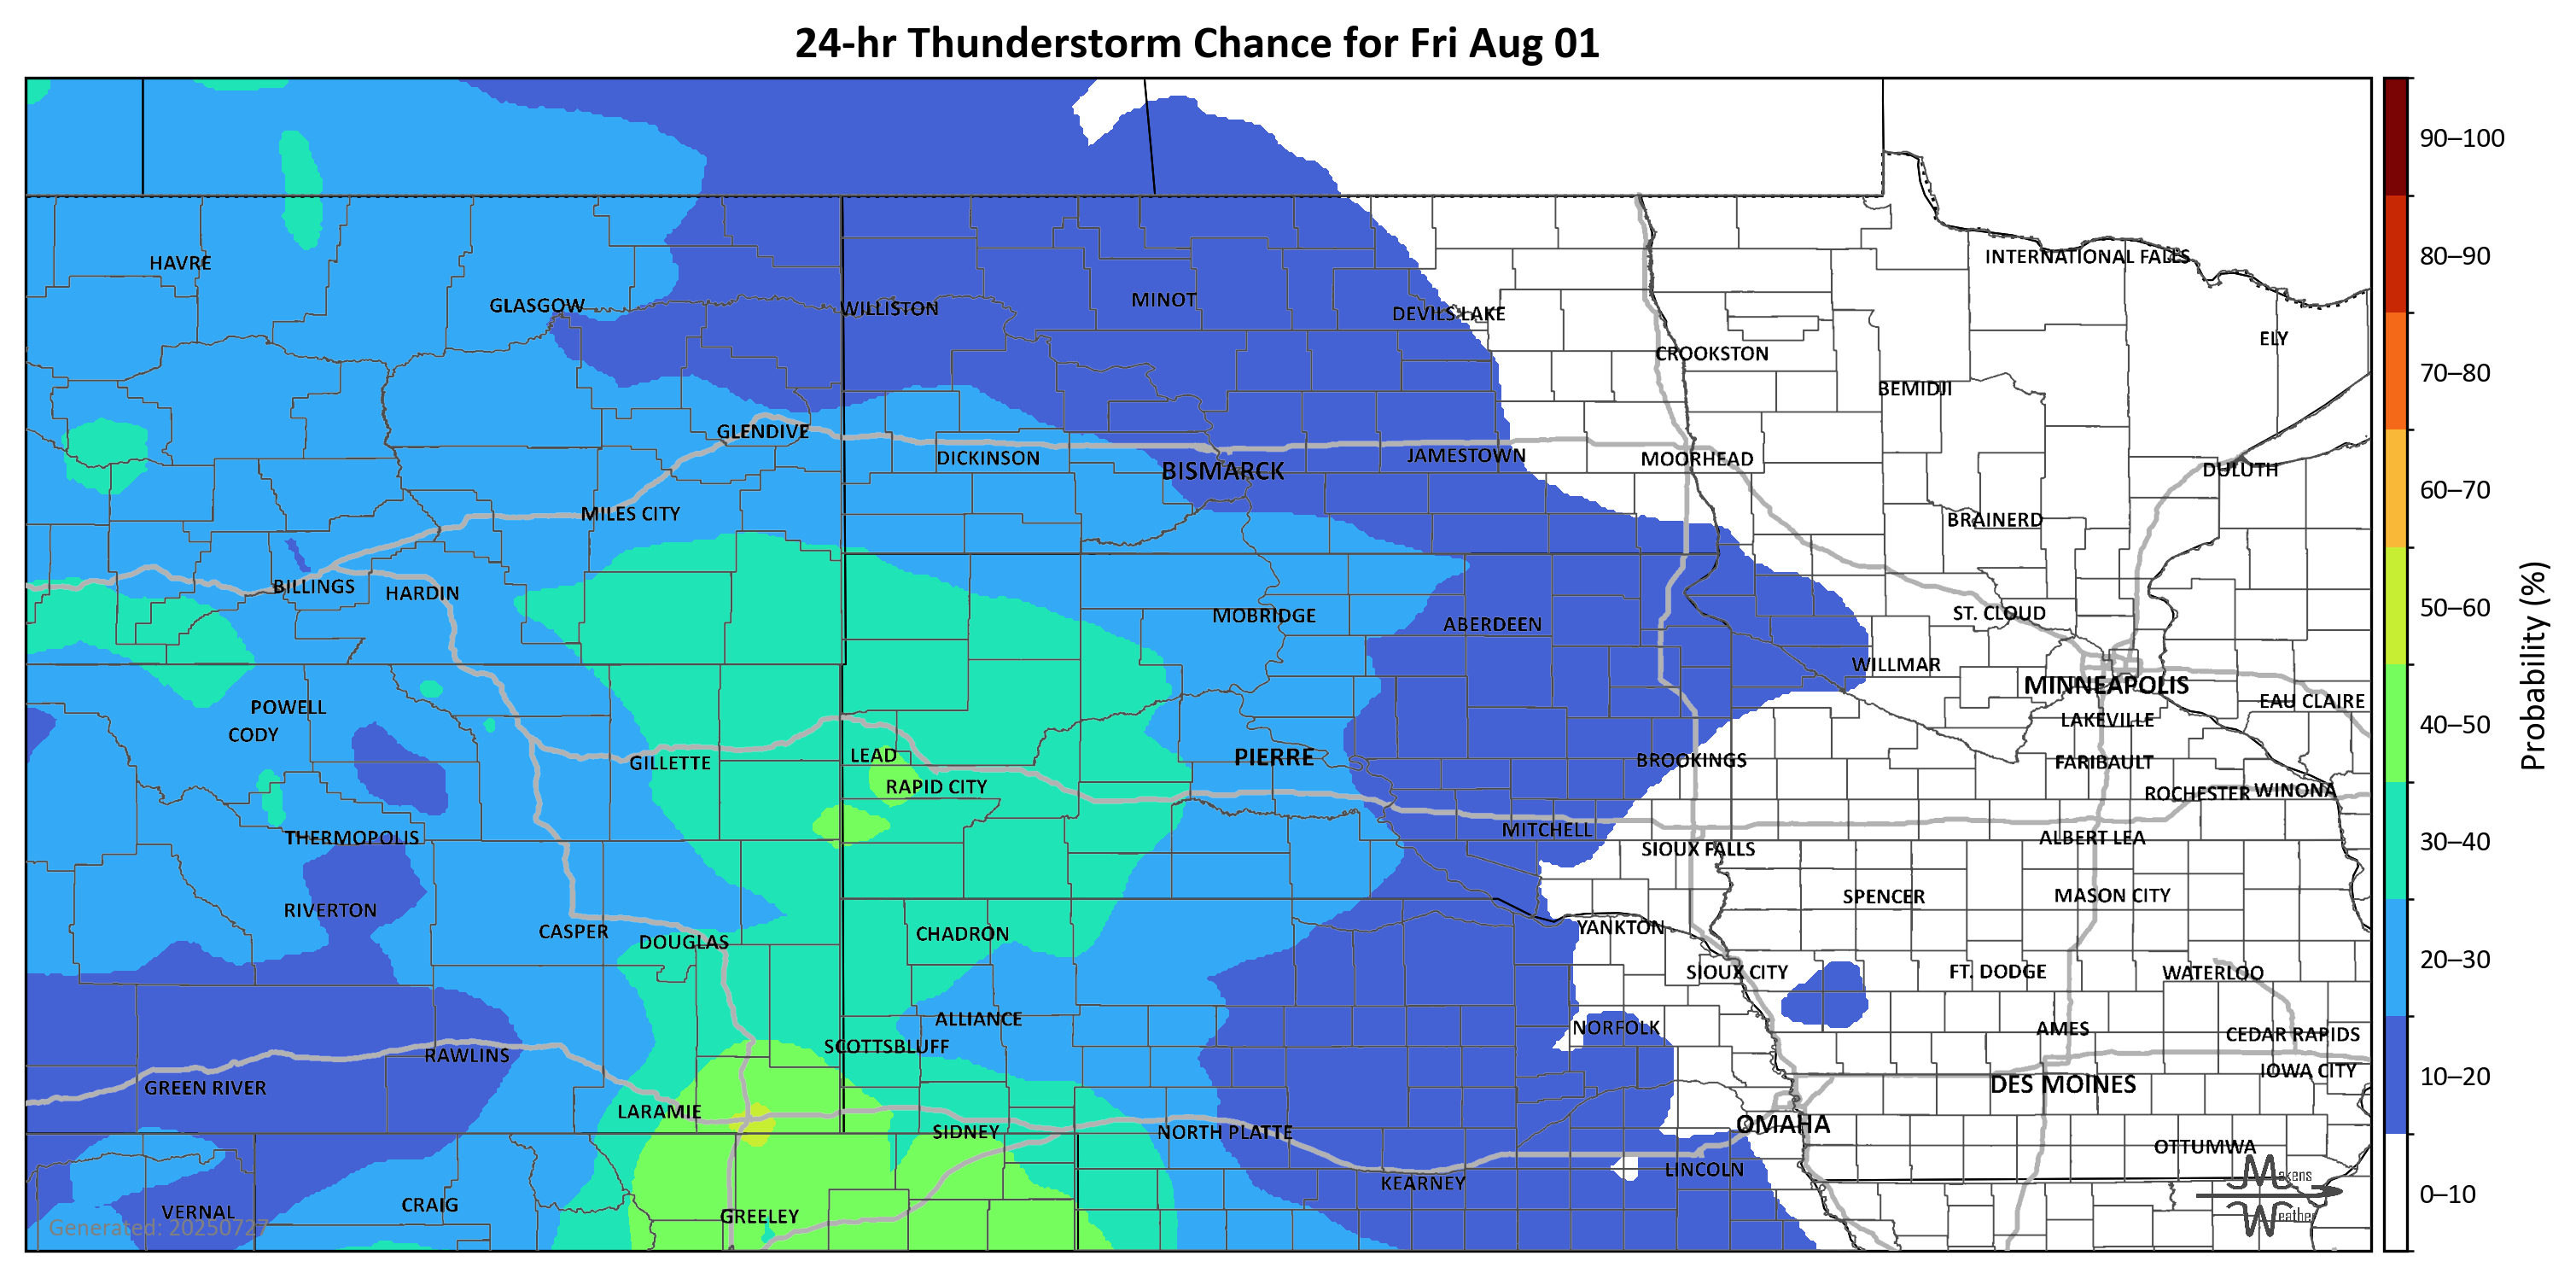 24-hr Thunderstorm Chance for Fri Aug 01
90–100
INTERNATIONAL FALLS
80–90
HAVRE
GLASGOW
WILLISTON
MINOT
DEVILS LAKE
ELY
CROOKSTON
70–80
BEMIDJI
GLENDIVE
DICKINSON
BISMARCK
JAMESTOWN
MOORHEAD
DULUTH
60–70
MILES CITY
BRAINERD
BILLINGS
HARDIN
MOBRIDGE
ABERDEEN
ST. CLOUD
50–60
WILLMAR
MINNEAPOLIS
Probability (%)
POWELL
EAU CLAIRE
CODY
LAKEVILLE
40–50
GILLETTE
LEAD
PIERRE
BROOKINGS
FARIBAULT
RAPID CITY
ROCHESTER
WINONA
THERMOPOLIS
MITCHELL
ALBERT LEA
30–40
SIOUX FALLS
RIVERTON
SPENCER
MASON CITY
CASPER
DOUGLAS
CHADRON
YANKTON
20–30
SIOUX CITY
FT. DODGE
WATERLOO
ALLIANCE
NORFOLK
AMES
CEDAR RAPIDS
RAWLINS
SCOTTSBLUFF
IOWA CITY
10–20
GREEN RIVER
DES MOINES
LARAMIE
SIDNEY
NORTH PLATTE
OMAHA
OTTUMWA
LINCOLN
KEARNEY
Makens
0–10
VERNAL
CRAIG
GREELEY
Weather
Generated: 20250727